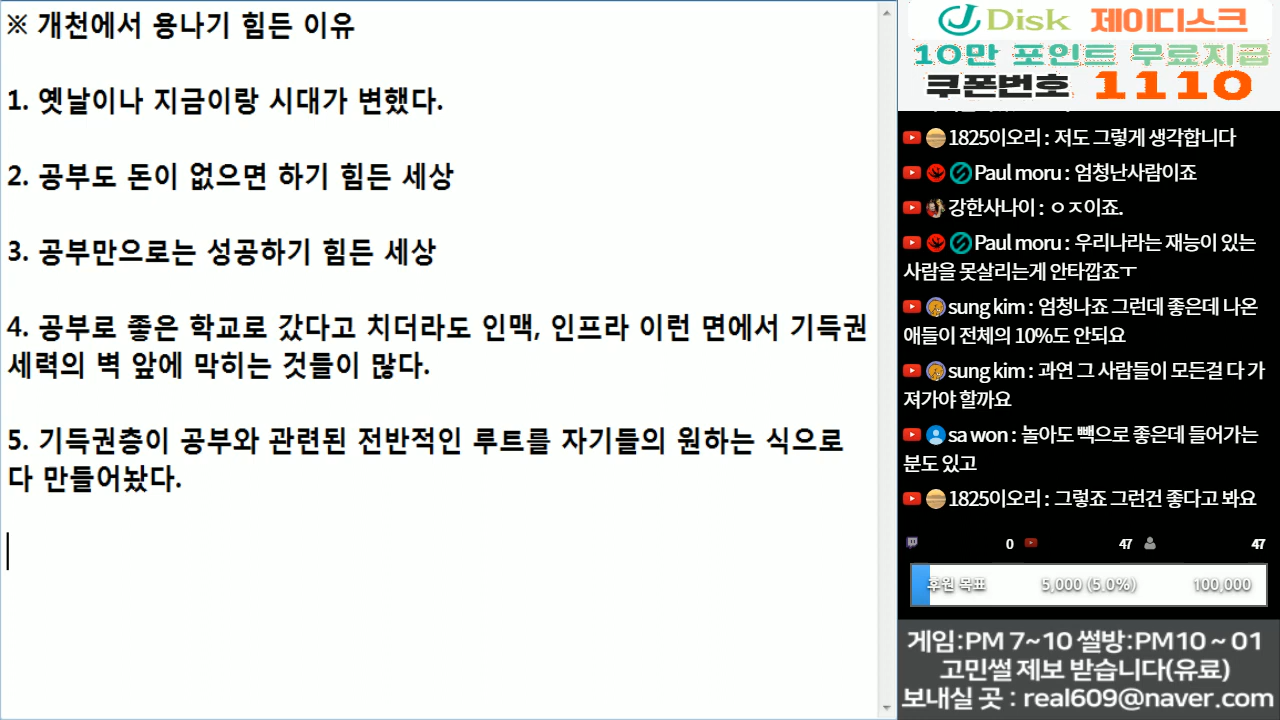 ※ 개천에서 용나기 힘든 이유
1. 옛날이나 지금이랑 시대가 변했다.
2. 공부도 돈이 없으면 하기 힘든 세상
3. 공부만으로는 성공하기 힘든 세상
4. 공부로 좋은 학교로 갔다고 치더라도 인맥, 인프라 이런 면에서 기득권
세력의 벽 앞에 막히는 것들이 많다.
5. 기득권층이 공부와 관련된 전반적인 루트를 자기들의 원하는 식으로
다 만들어놨다.
Disk 제이디스크
10만 포인트 무료지급
쿠폰번호 1110
1825이오리 : 저도 그렇게 생각합니다
Paul moru : 엄청난사람이죠
강한사나이 : ㅇㅈ이죠.
Paul moru : 우리나라는 재능이 있는
사람을 못살리는게 안타깝죠ㅜ
sung kim : 엄청나죠 그런데 좋은데 나온
애들이 전체의 10%도 안되요
sung kim : 과연 그 사람들이 모든걸 다 가
져가야 할까요
sa won : 놀아도 빽으로 좋은데 들어가는
분도 있고
1825이오리 : 그렇죠 그런건 좋다고 봐요
0 47 47
후원 목표 5,000 (5.0%) 100,000
게임:PM 7~10 썰방:PM10 ~ 01
고민썰 제보 받습니다(유료)
보내실 곳 : real609@naver.com